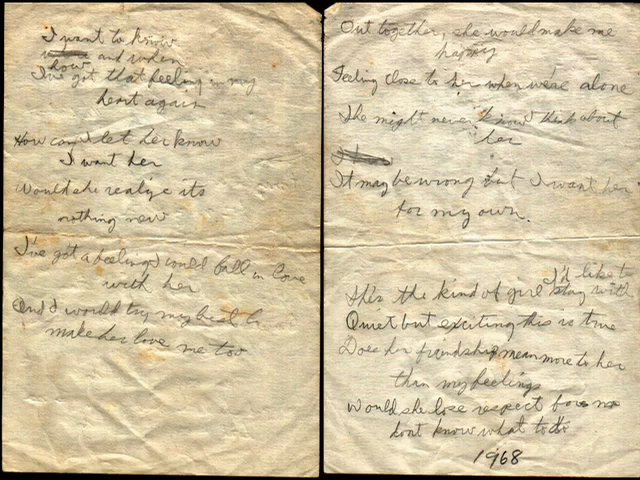 I want to know
and when
how
I've got that feeling in my
heart again
How can I let her know
I want her
Would she realize its
nothing new
I've got a feeling I could fall in love
with her
And I would try my best to
make her love me too
Out together, she would make me
happy
Feeling close to her when we're alone
She might never know I think about
her
It may be wrong but I want her
for my own.
I'd like to
She's the kind of girl stay with
Quiet but exciting this is true
Does her friendship mean more to her
than my feelings
Would she lose respect for me
dont know what to do
1968